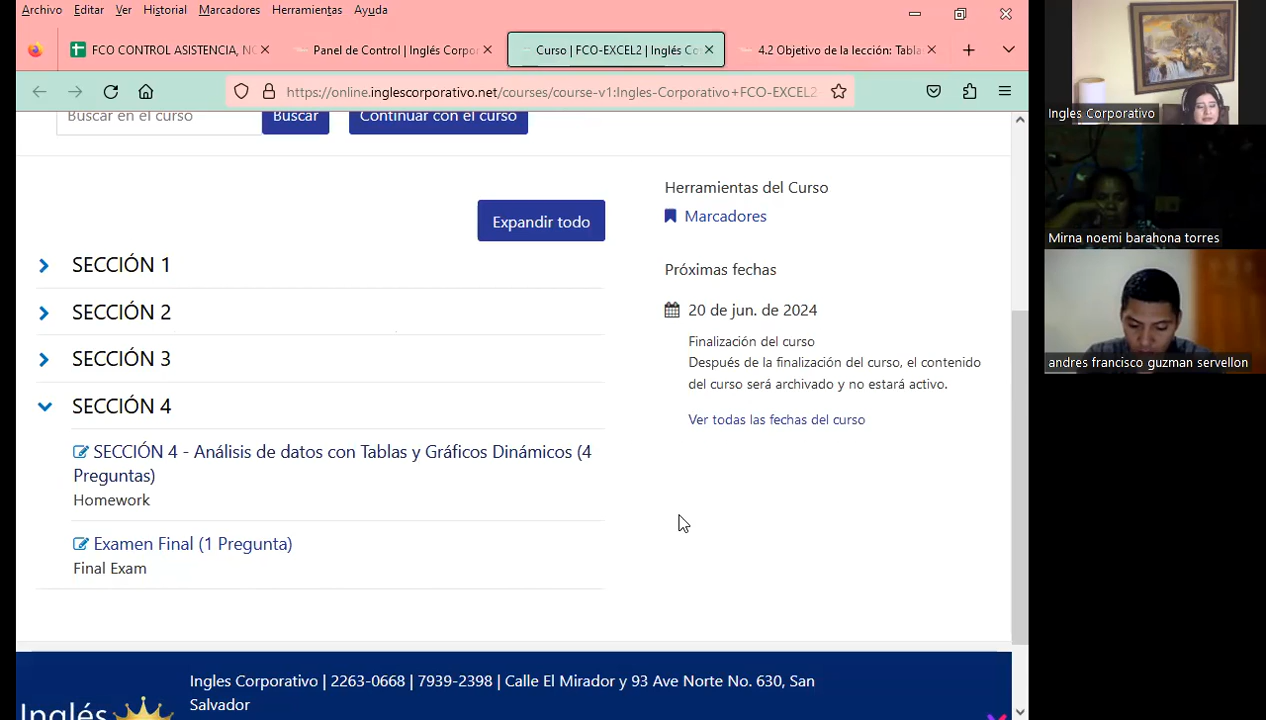 Archivo Editar Ver Historial Marcadores Herramientas Ayuda
FCO CONTROL ASISTENCIA, NC
Panel de Control | Inglés Corpor
Curso | FCO-EXCEL2 | Inglés Co
4.2 Objetivo de la lección: Tabla
https://online.inglescorporativo.net/courses/course-v1:Ingles-Corporativo+FCO-EXCEL2
Buscar en el curso
Buscar
Continuar con el curso
Expandir todo
SECCIÓN 1
SECCIÓN 2
SECCIÓN 3
SECCIÓN 4
SECCIÓN 4 - Análisis de datos con Tablas y Gráficos Dinámicos (4
Preguntas)
Homework
Examen Final (1 Pregunta)
Final Exam
Herramientas del Curso
Marcadores
Próximas fechas
20 de jun. de 2024
Finalización del curso
Después de la finalización del curso, el contenido
del curso será archivado y no estará activo.
Ver todas las fechas del curso
Inglés
Ingles Corporativo | 2263-0668 | 7939-2398 | Calle El Mirador y 93 Ave Norte No. 630, San
Salvador
Ingles Corporativo
Mirna noemi barahona torres
andres francisco guzman servellon